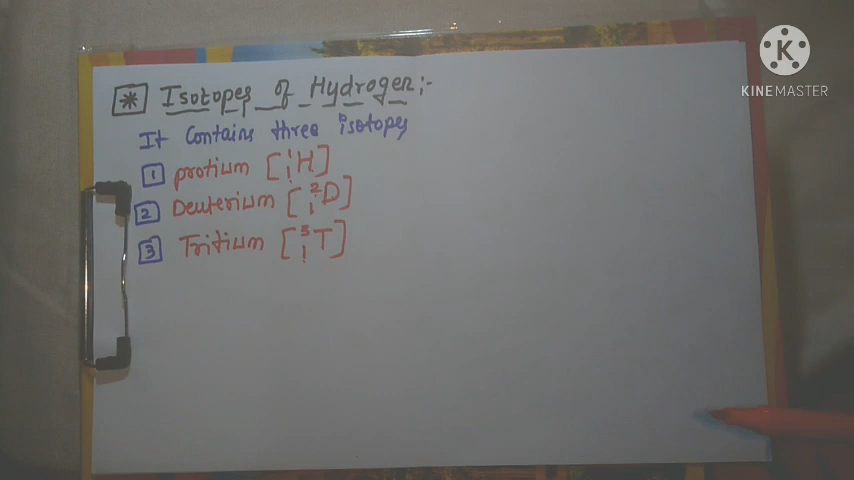 * Isotopes of Hydrogen:-
It contains three isotopes
1 protium [¹₁H]
2 Deuterium [²₁D]
3 Tritium [³₁T]
K
KINEMASTER